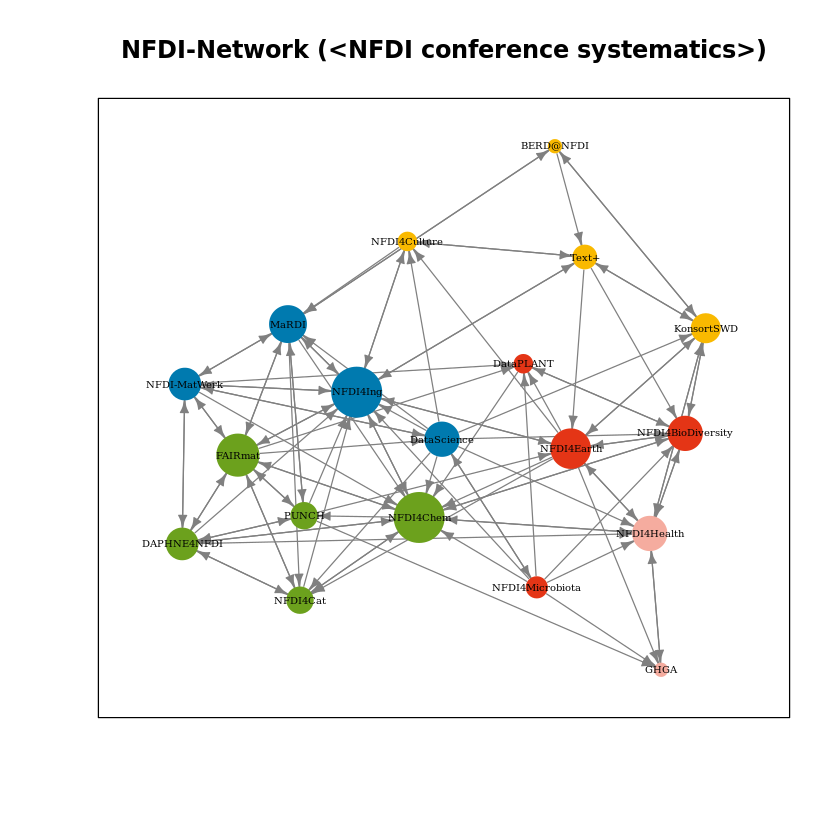 NFDI-Network (<NFDI conference systematics>)
BERD@NFDI
NFDI4Culture
Text+
MaRDI
KonsortSWD
DataPLANT
NFDI-MatWerk
NFDI4Ing
NFDI4BioDiversity
DataScience
NFDI4Earth
FAIRmat
PUNCH
NFDI4Chem
NFDI4Health
DAPHNE4NFDI
NFDI4Microbiota
NFDI4Cat
GHGA